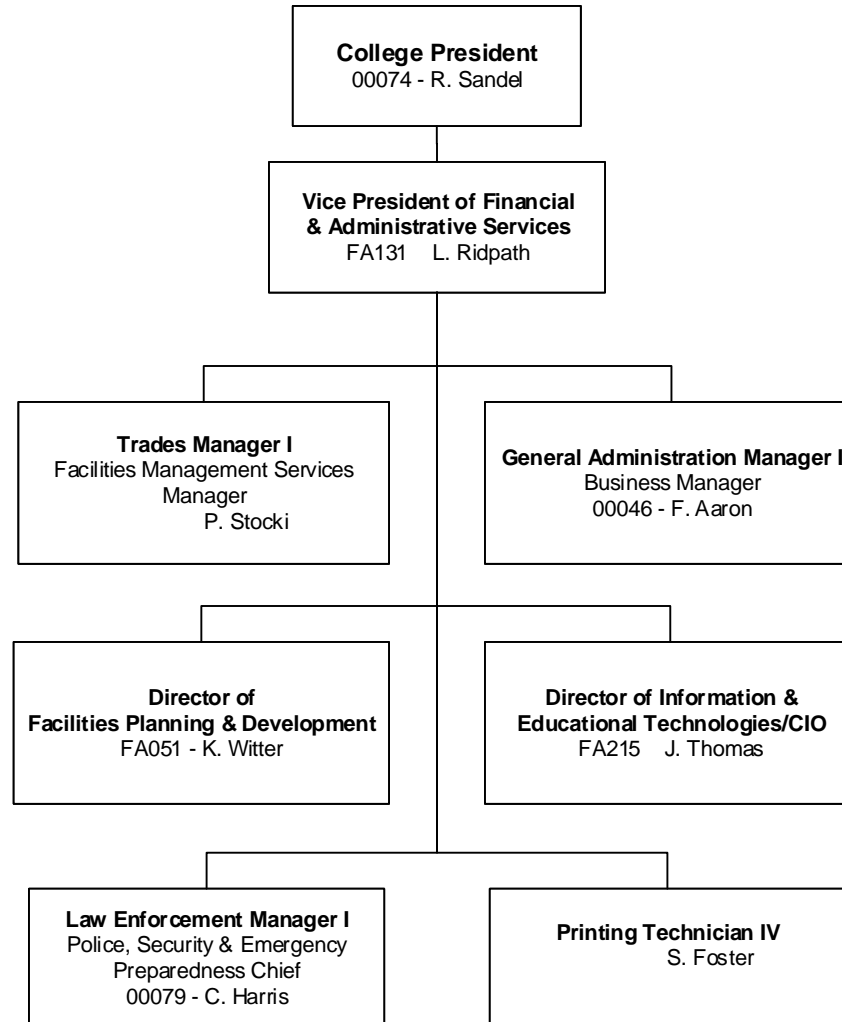 College President
00074 - R. Sandel
Vice President of Financial
& Administrative Services
FA131 L. Ridpath
Trades Manager I
Facilities Management Services
Manager
P. Stocki
General Administration Manager I
Business Manager
00046 - F. Aaron
Director of
Facilities Planning & Development
FA051 - K. Witter
Director of Information &
Educational Technologies/CIO
FA215 J. Thomas
Law Enforcement Manager I
Police, Security & Emergency
Preparedness Chief
00079 - C. Harris
Printing Technician IV
S. Foster